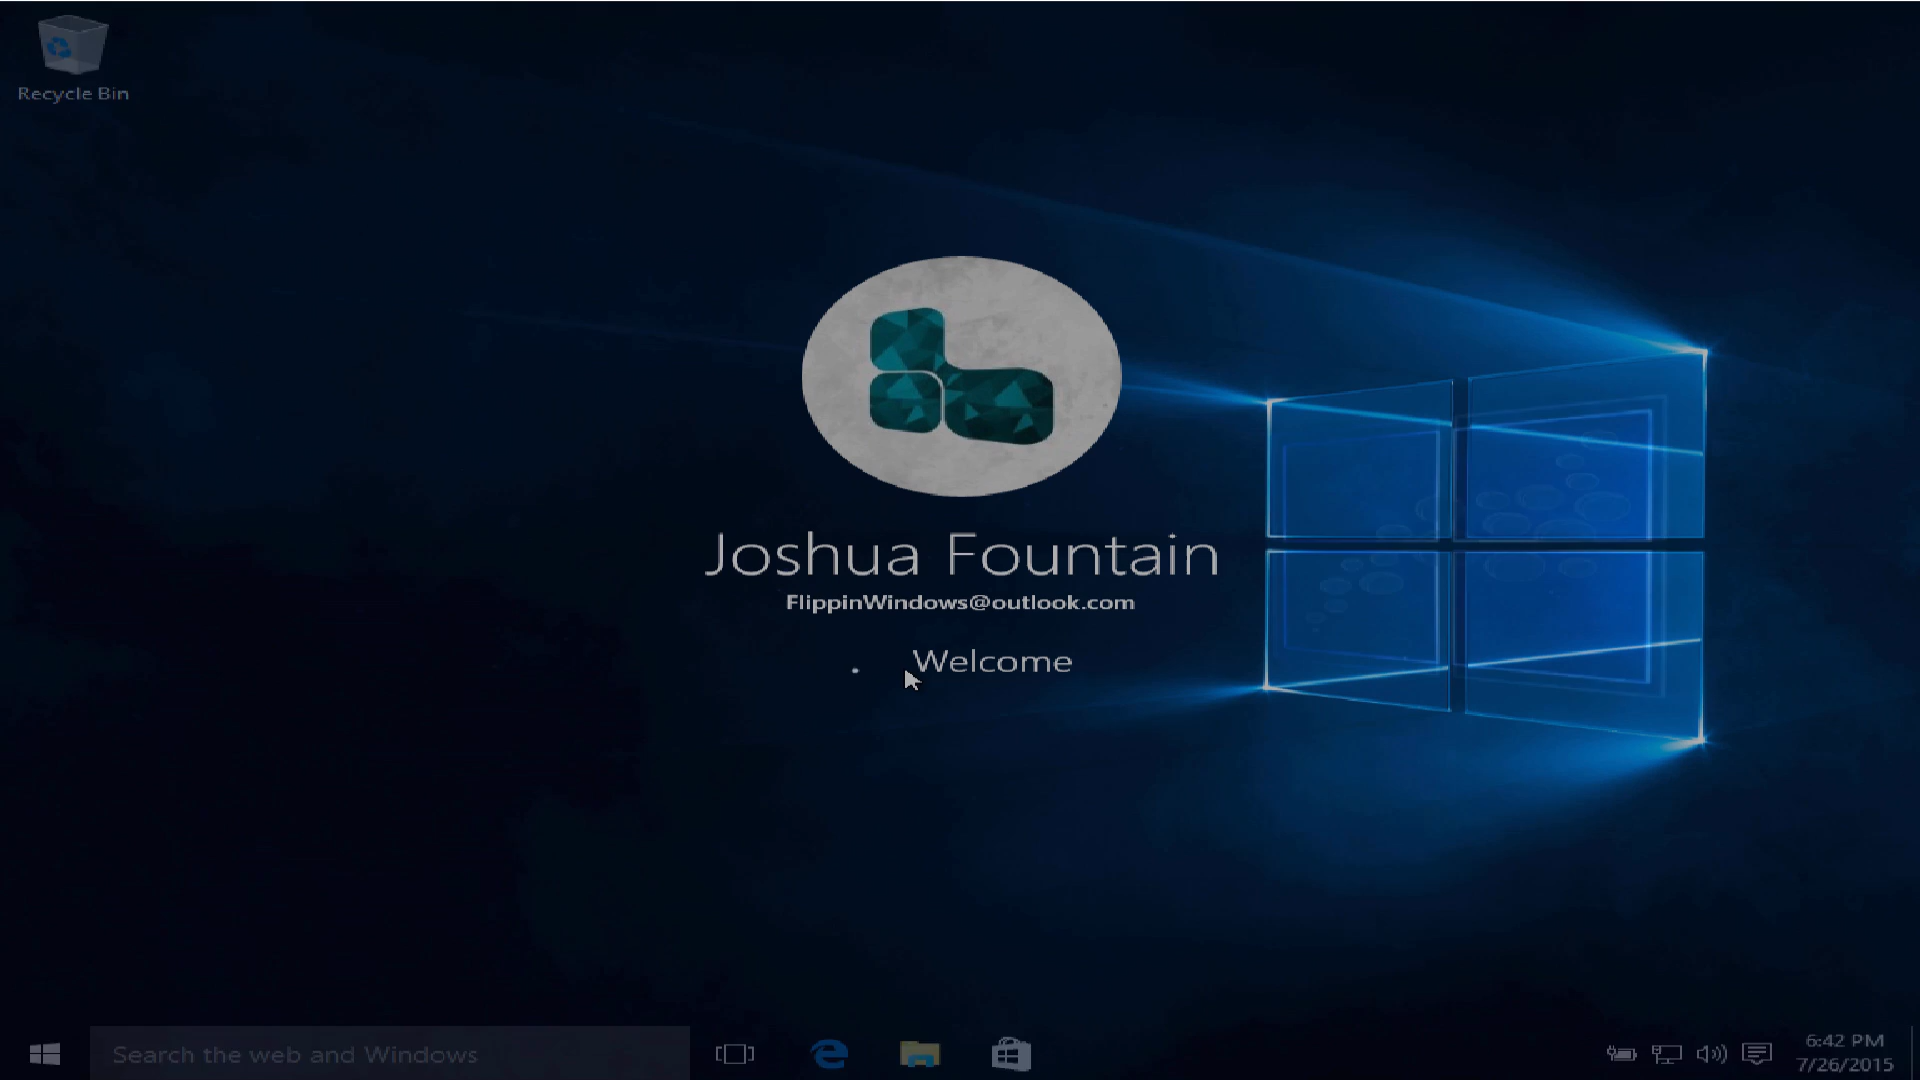 Recycle Bin
Joshua Fountain
FlippinWindows@outlook.com
Welcome
Search the web and Windows
6:42 PM
7/26/2015